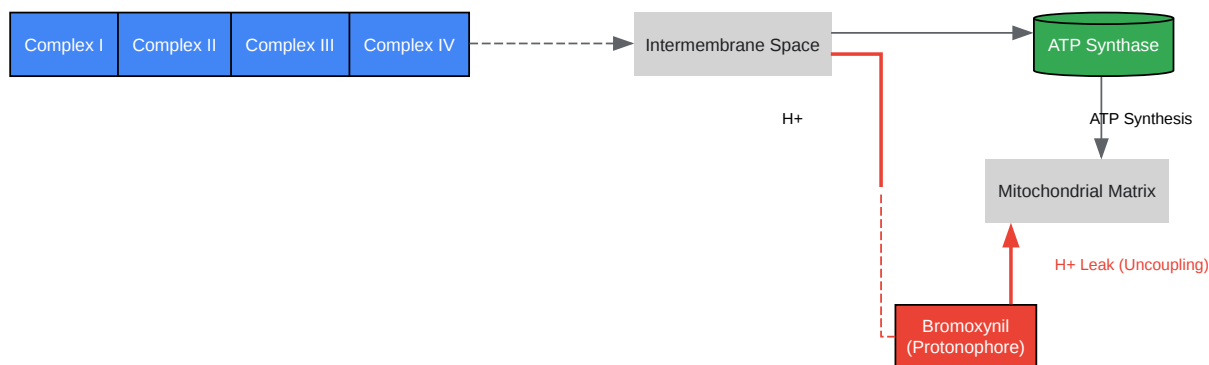 Complex I
Complex II
Complex III
Complex IV
Intermembrane Space
ATP Synthase
H+
ATP Synthesis
Mitochondrial Matrix
H+ Leak (Uncoupling)
Bromoxynil
(Protonophore)